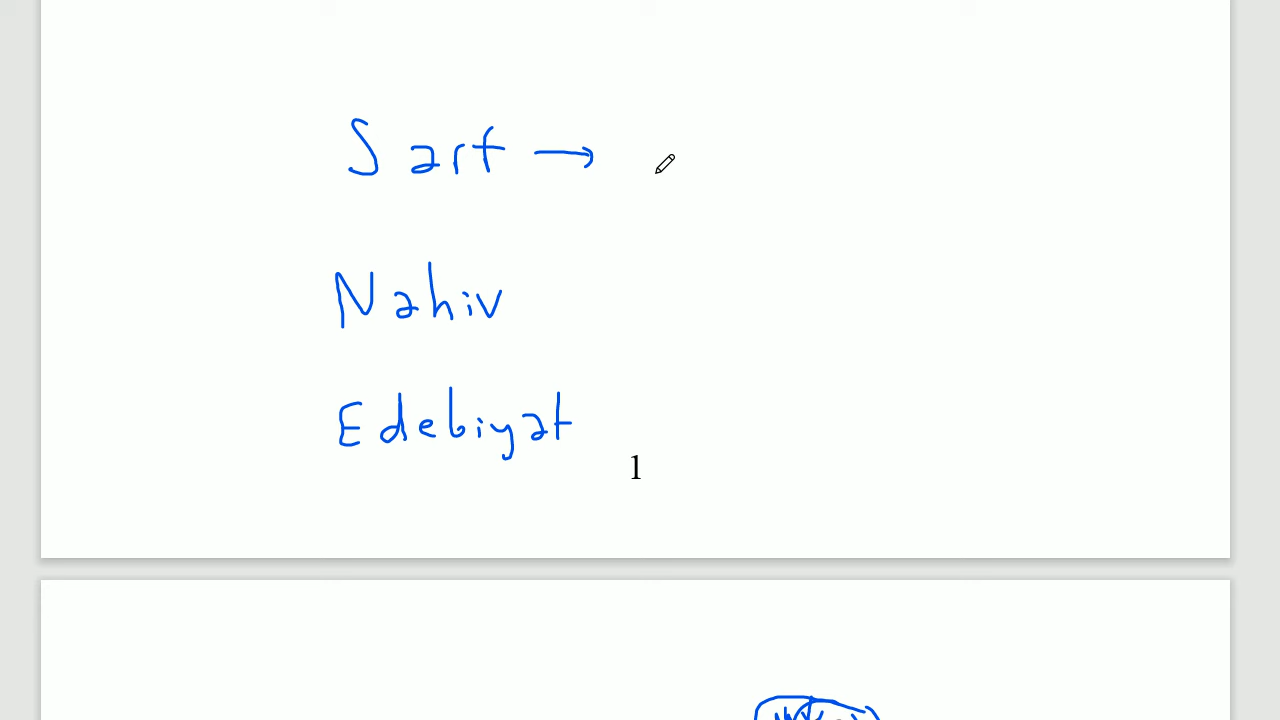 Sarf →
Nahiv
Edebiyat
1